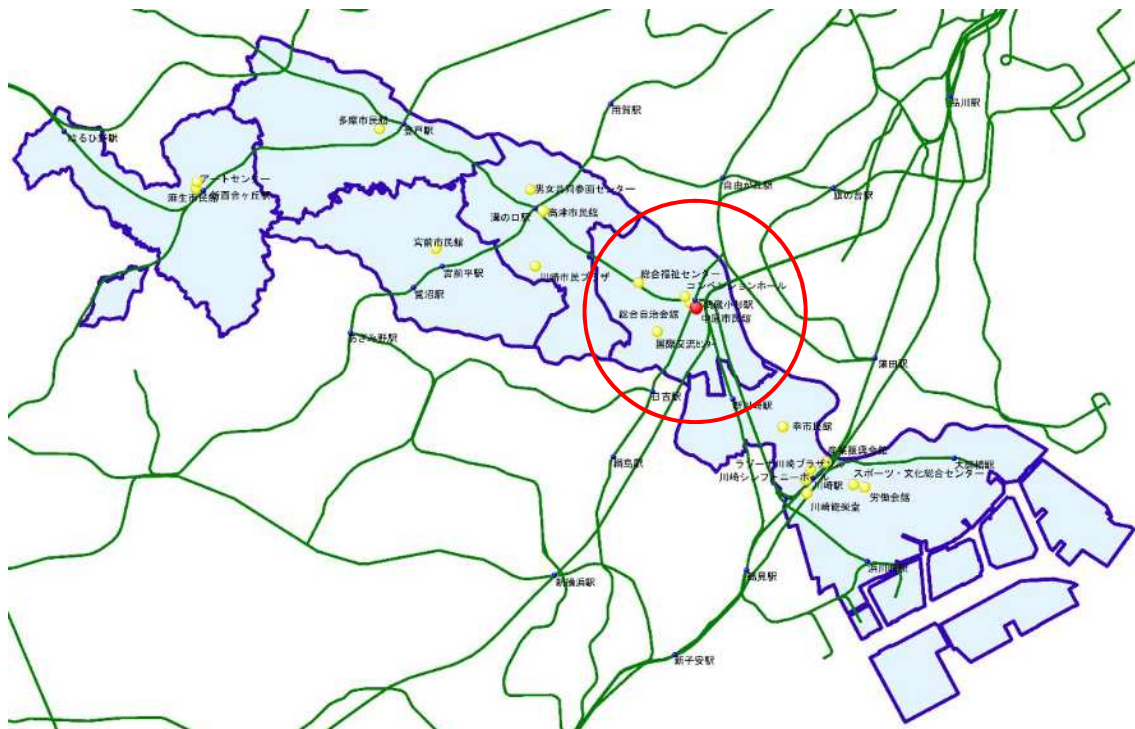 用賀駅
品川駅
多摩市民館
登戸駅
はるひ野駅
アートセンター
新百合ヶ丘駅
麻生市民館
男女共同参画センター
自由が丘駅
旗の台駅
溝の口駅
高津市民館
宮前市民館
宮前平駅
川崎市民プラザ
総合福祉センター
コンベンションホール
鷺沼駅
武蔵小杉駅
総合自治会館
中原市民館
あざみ野駅
国際交流センター
蒲田駅
日吉駅
新川崎駅
幸市民館
産業振興会館
綱島駅
ラゾーナ川崎プラザソル
大師橋駅
川崎シンフォニーホール
スポーツ・文化総合センター
川崎駅
労働会館
川崎能楽堂
新横浜駅
鶴見駅
浜川崎駅
新子安駅